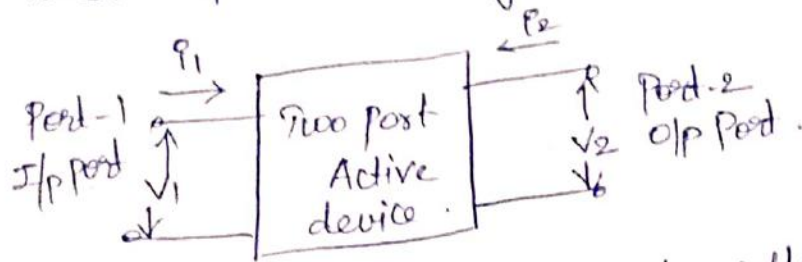 i1
i2
Port-1
I/p port
V1
Two port
Active
device.
V2
Port-2
O/p Port.